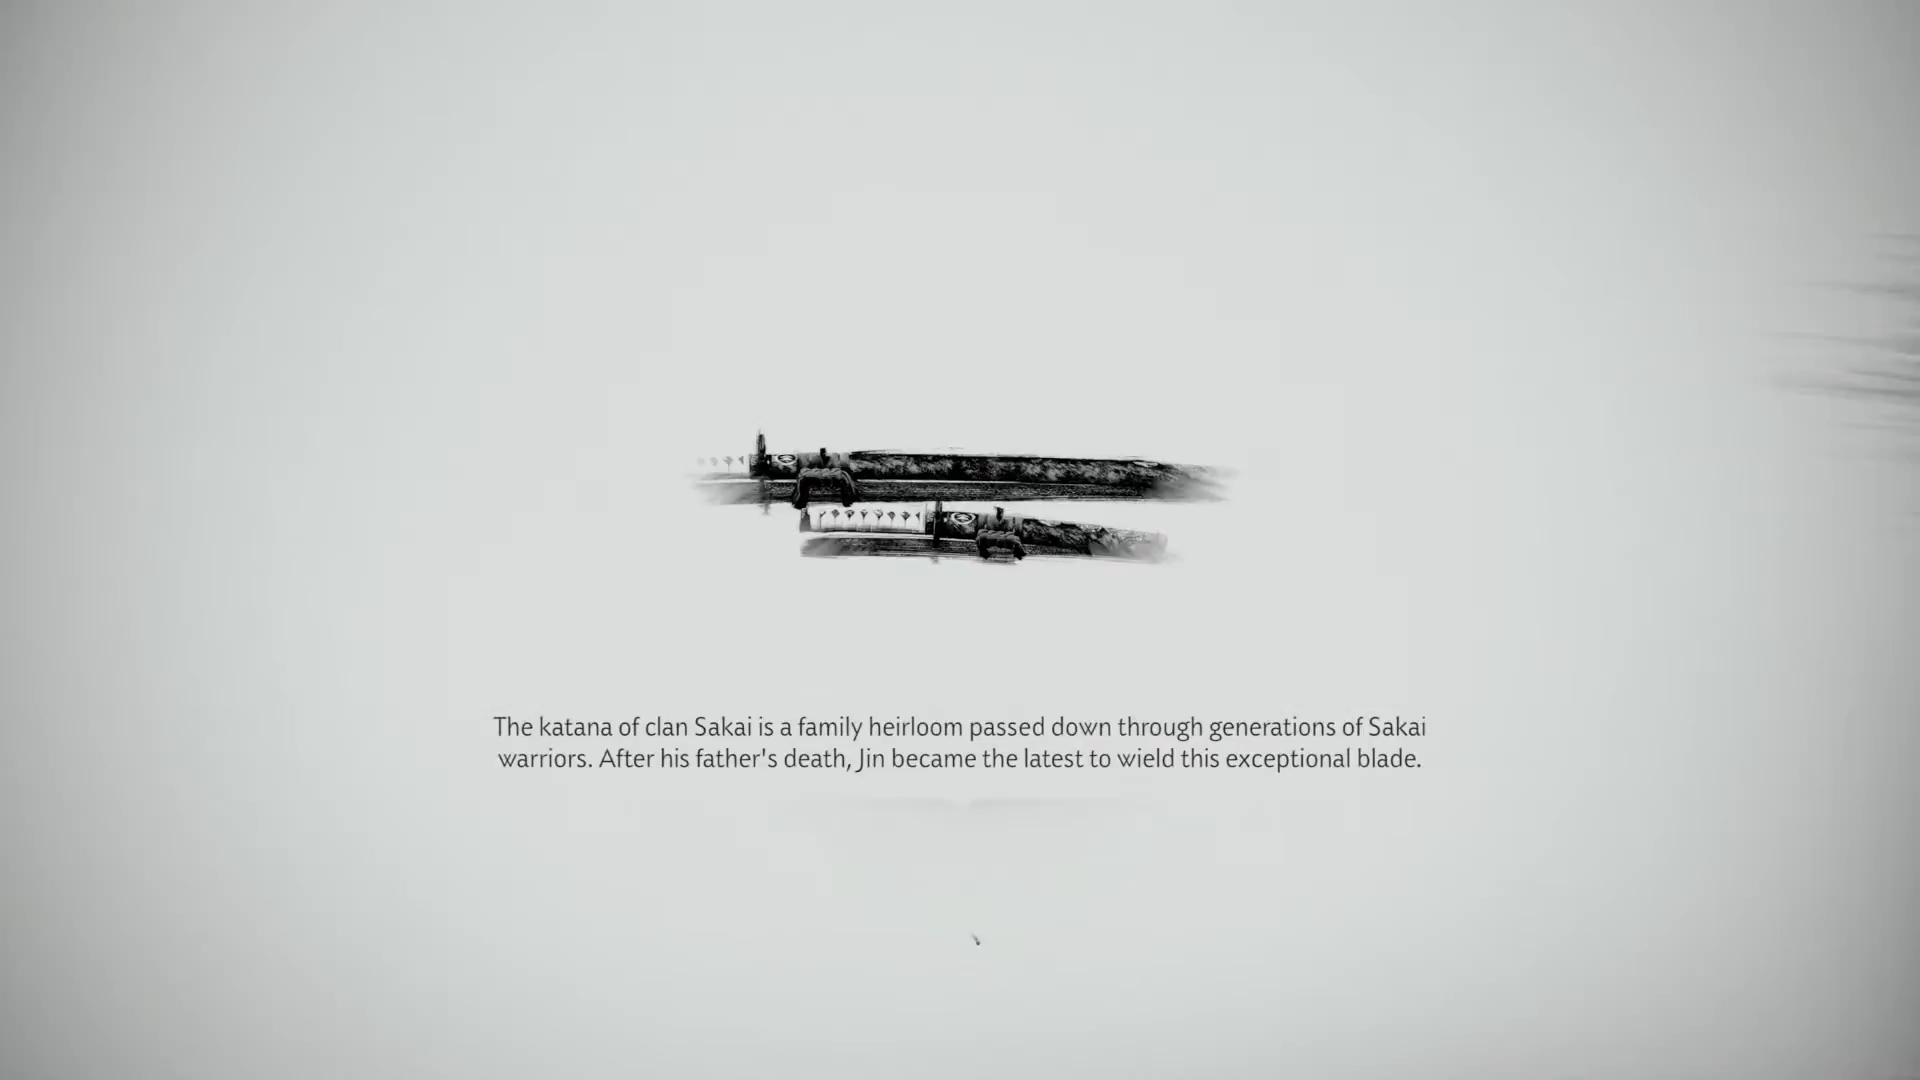 The katana of clan Sakai is a family heirloom passed down through generations of Sakai
warriors. After his father's death, Jin became the latest to wield this exceptional blade.